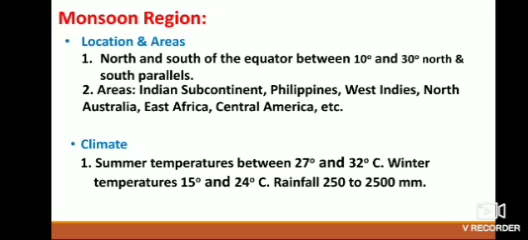 Monsoon Region:
• Location & Areas
1. North and south of the equator between 10° and 30° north &
south parallels.
2. Areas: Indian Subcontinent, Philippines, West Indies, North
Australia, East Africa, Central America, etc.
• Climate
1. Summer temperatures between 27° and 32° C. Winter
temperatures 15° and 24° C. Rainfall 250 to 2500 mm.
V RECORDER